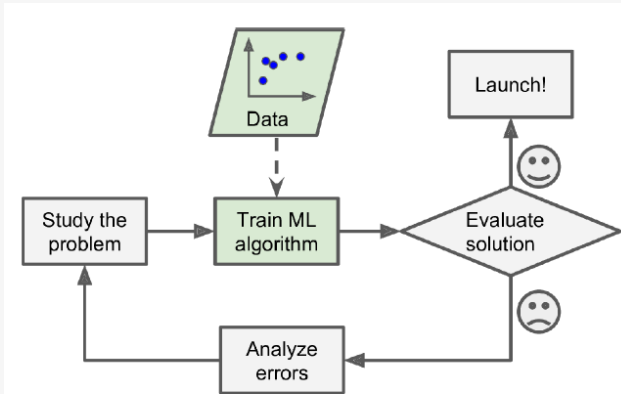 Launch!
Data
Study the
problem
Train ML
algorithm
Evaluate
solution
Analyze
errors